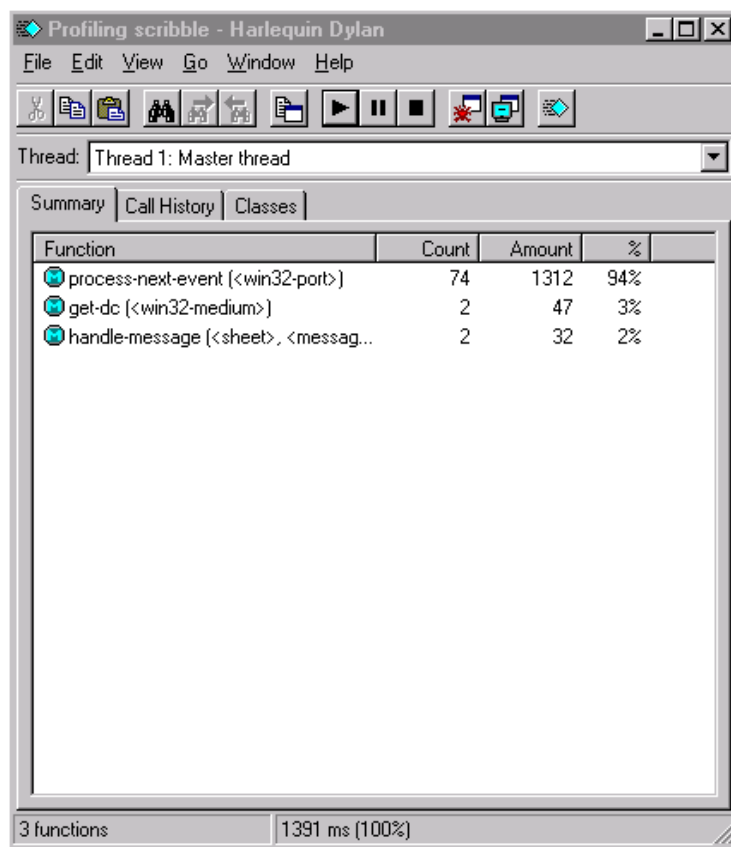 Profiling scribble - Harlequin Dylan
File Edit View Go Window Help
Thread: Thread 1: Master thread
Summary Call History Classes
Function Count Amount %
process-next-event (<win32-port>) 74 1312 94%
get-dc (<win32-medium>) 2 47 3%
handle-message (<sheet>, <messag... 2 32 2%
3 functions 1391 ms (100%)